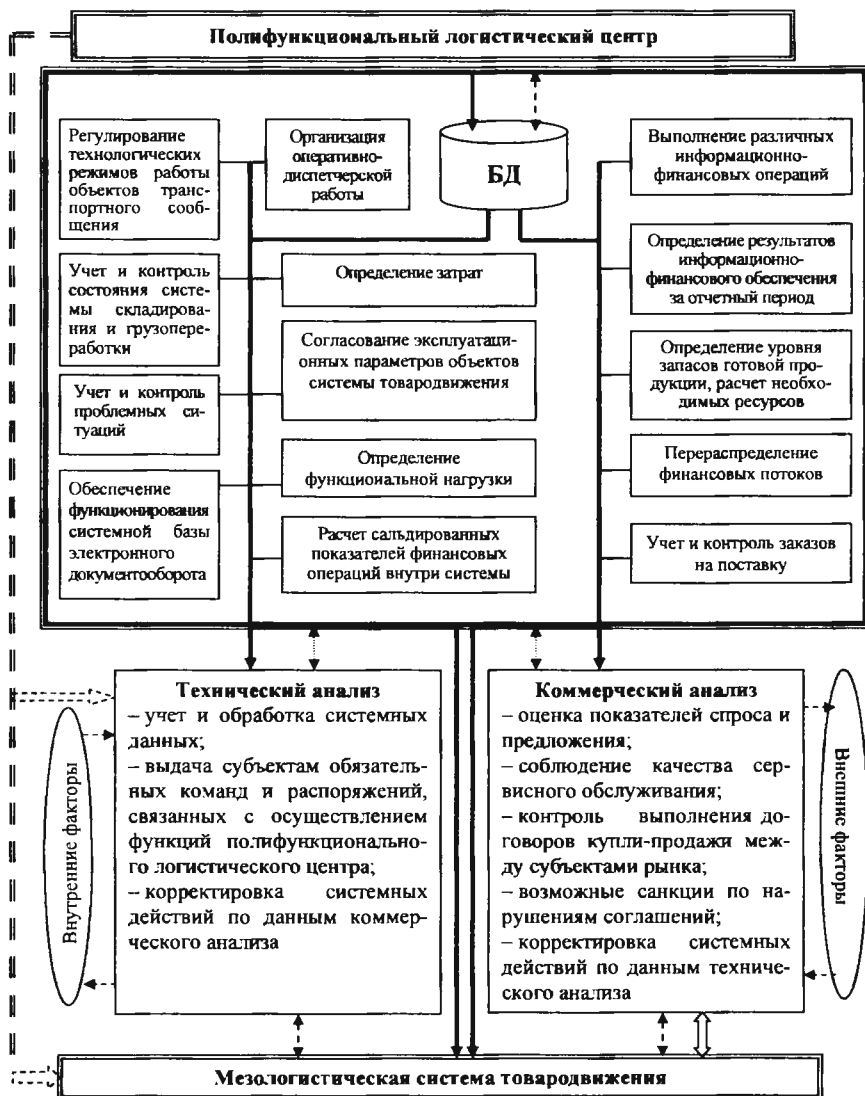 Полифункциональный логистический центр
Регулирование
технологических
режимов работы
объектов транс-
портного сооб-
щения
Организация
оперативно-
диспетчерской
работы
БД
Выполнение различных
информационно-
финансовых операций
Учет и контроль
состояния систе-
мы складирова-
ния и грузопере-
работки
Определение затрат
Определение результатов
информационно-
финансового обеспечения
за отчетный период
Согласование эксплуатаци-
онных параметров объектов
системы товародвижения
Определение уровня
запасов готовой про-
дукции, расчет необхо-
димых ресурсов
Учет и контроль
проблемных си-
туаций
Определение
функциональной нагрузки
Перераспределение
финансовых потоков
Обеспечение
функционирования
системной базы
электронного
документооборота
Расчет сальдированных
показателей финансовых
операций внутри системы
Учет и контроль заказов
на поставку
Внутренние факторы
Технический анализ
– учет и обработка системных
данных;
– выдача субъектам обязатель-
ных команд и распоряжений,
связанных с осуществлением
функций полифункционально-
го логистического центра;
– корректировка системных
действий по данным коммер-
ческого анализа
Коммерческий анализ
– оценка показателей спроса и
предложения;
– соблюдение качества сер-
висного обслуживания;
– контроль выполнения до-
говоров купли-продажи меж-
ду субъектами рынка;
– возможные санкции по на-
рушениям соглашений;
– корректировка системных
действий по данным техниче-
ского анализа
Внешние факторы
Мезологистическая система товародвижения